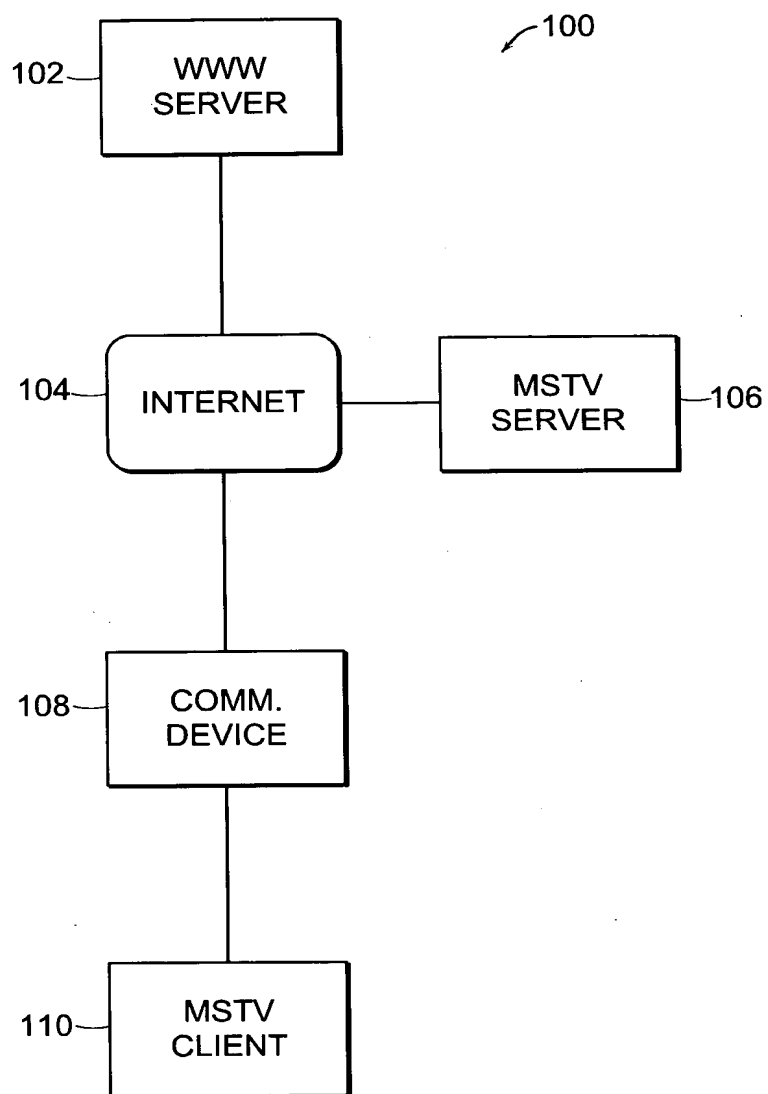 100
102
WWW
SERVER
104
INTERNET
MSTV
SERVER
106
108
COMM.
DEVICE
110
MSTV
CLIENT